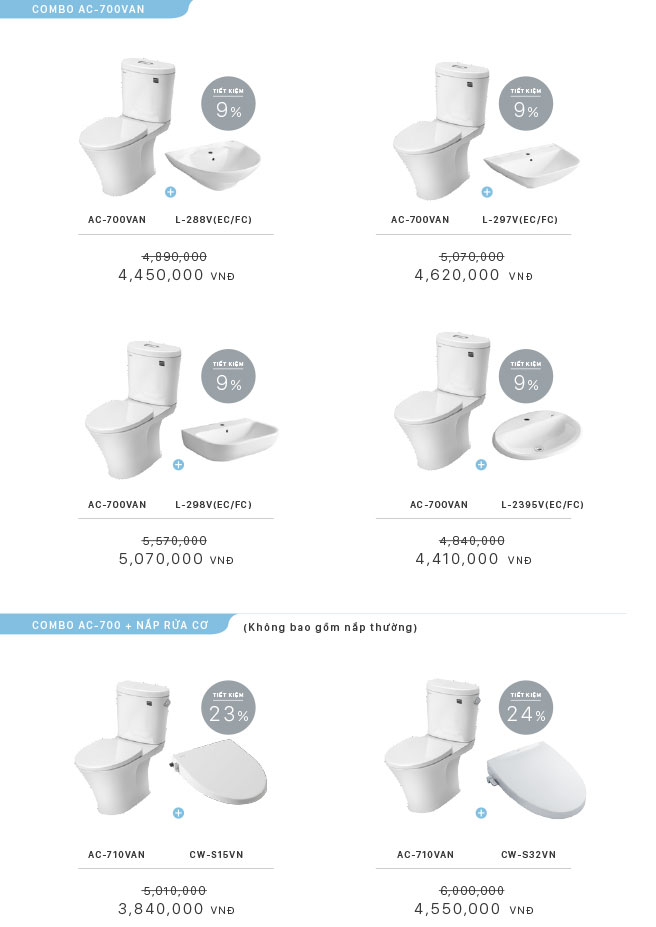 COMBO AC-700VAN
TIẾT KIỆM
9%
TIẾT KIỆM
9%
AC-700VAN L-288V(EC/FC)
AC-700VAN L-297V(EC/FC)
4,890,000
4,450,000 VNĐ
5,070,000
4,620,000 VNĐ
TIẾT KIỆM
9%
TIẾT KIỆM
9%
AC-700VAN L-298V(EC/FC)
AC-700VAN L-2395V(EC/FC)
5,570,000
5,070,000 VNĐ
4,840,000
4,410,000 VNĐ
COMBO AC-700 + NẮP RỬA CƠ (Không bao gồm nắp thường)
TIẾT KIỆM
23%
TIẾT KIỆM
24%
AC-710VAN CW-S15VN
AC-710VAN CW-S32VN
5,010,000
3,840,000 VNĐ
6,000,000
4,550,000 VNĐ